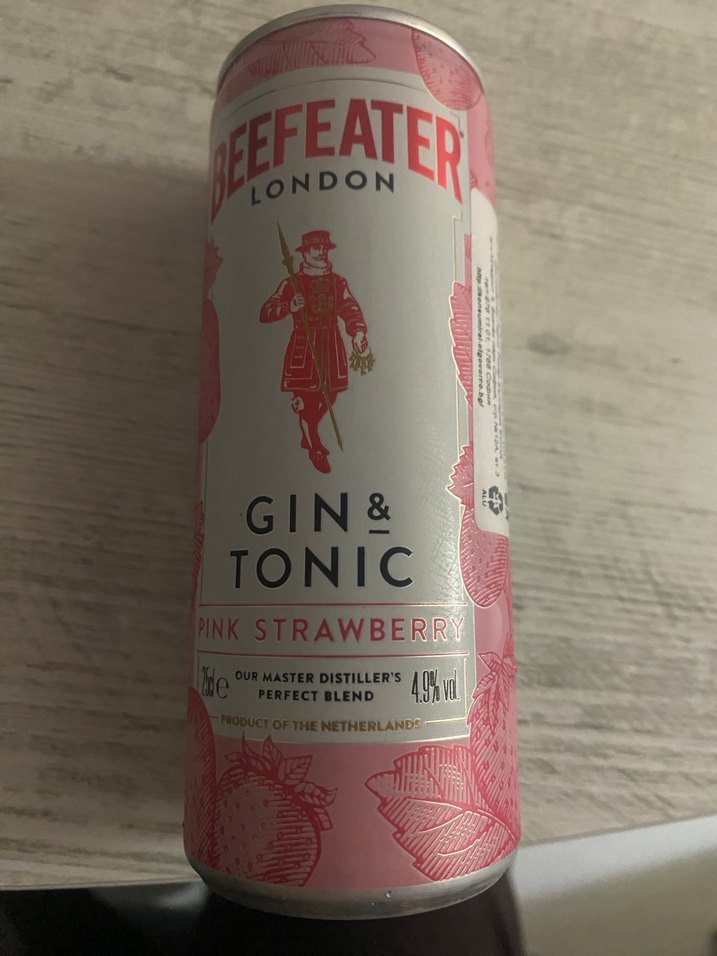 BEEFEATER
LONDON
GIN &
TONIC
PINK STRAWBERRY
25cl e
OUR MASTER DISTILLER'S
PERFECT BLEND
4.9% vol.
PRODUCT OF THE NETHERLANDS
ALU